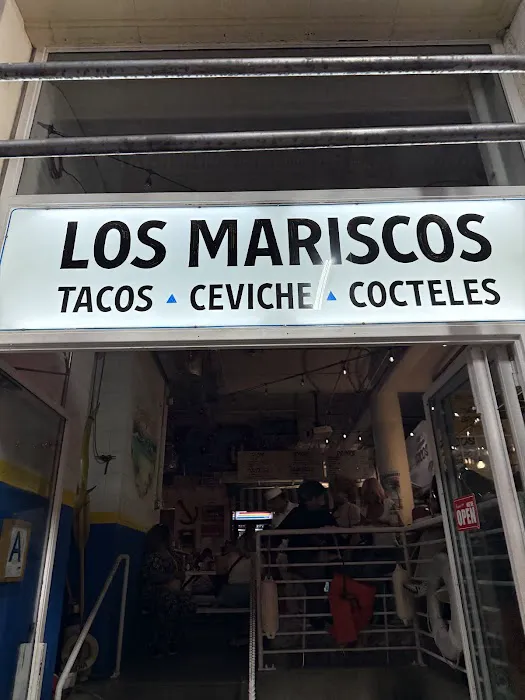 LOS MARISCOS
TACOS ▲ CEVICHE ▲ COCTELES
OPEN
A